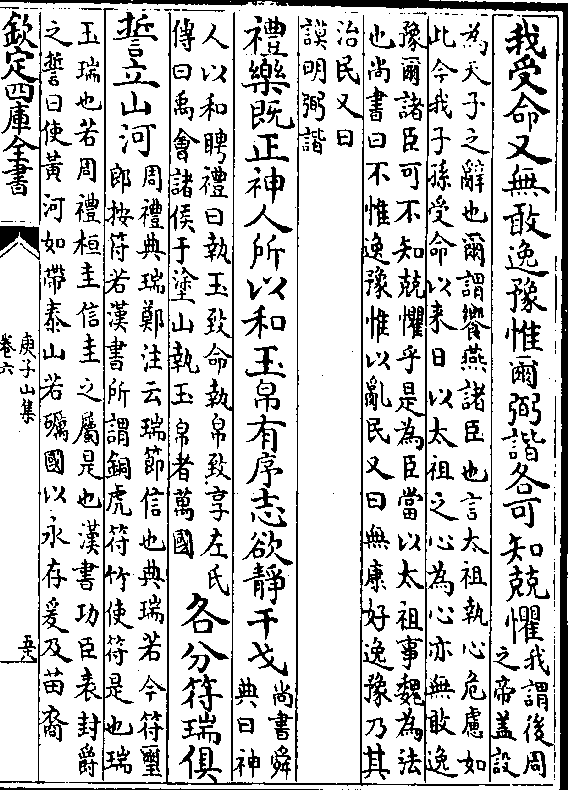 我受命又無敢逸豫惟爾弼諧各可知兢懼我謂後周
之帝蓋設
為天子之辭也爾謂饗燕諸臣也言太祖執心危慮如
此今我子孫受命以来日以太祖之心為心亦無敢逸
豫爾諸臣可不知兢懼乎是為臣當以太祖事魏為法
也尚書曰不惟逸豫惟以亂民又曰無康好逸豫乃其
治民又曰
謨明弼諧
禮樂既正神人所以和玉帛有序志欲靜干戈尚書舜
典曰神
人以和聘禮曰執玉致命執帛致享左氏
傳曰禹會諸侯于塗山執玉帛者萬國
各分符瑞俱
誓立山河
周禮典瑞鄭注云瑞節信也典瑞若今符璽
郎按符若漢書所謂銅虎符竹使符是也瑞
玉瑞也若周禮桓圭信圭之屬是也漢書功臣表封爵
之誓曰使黄河如帶泰山若礪國以永存爰及苗裔
欽定四庫全書
庾子山集
卷六